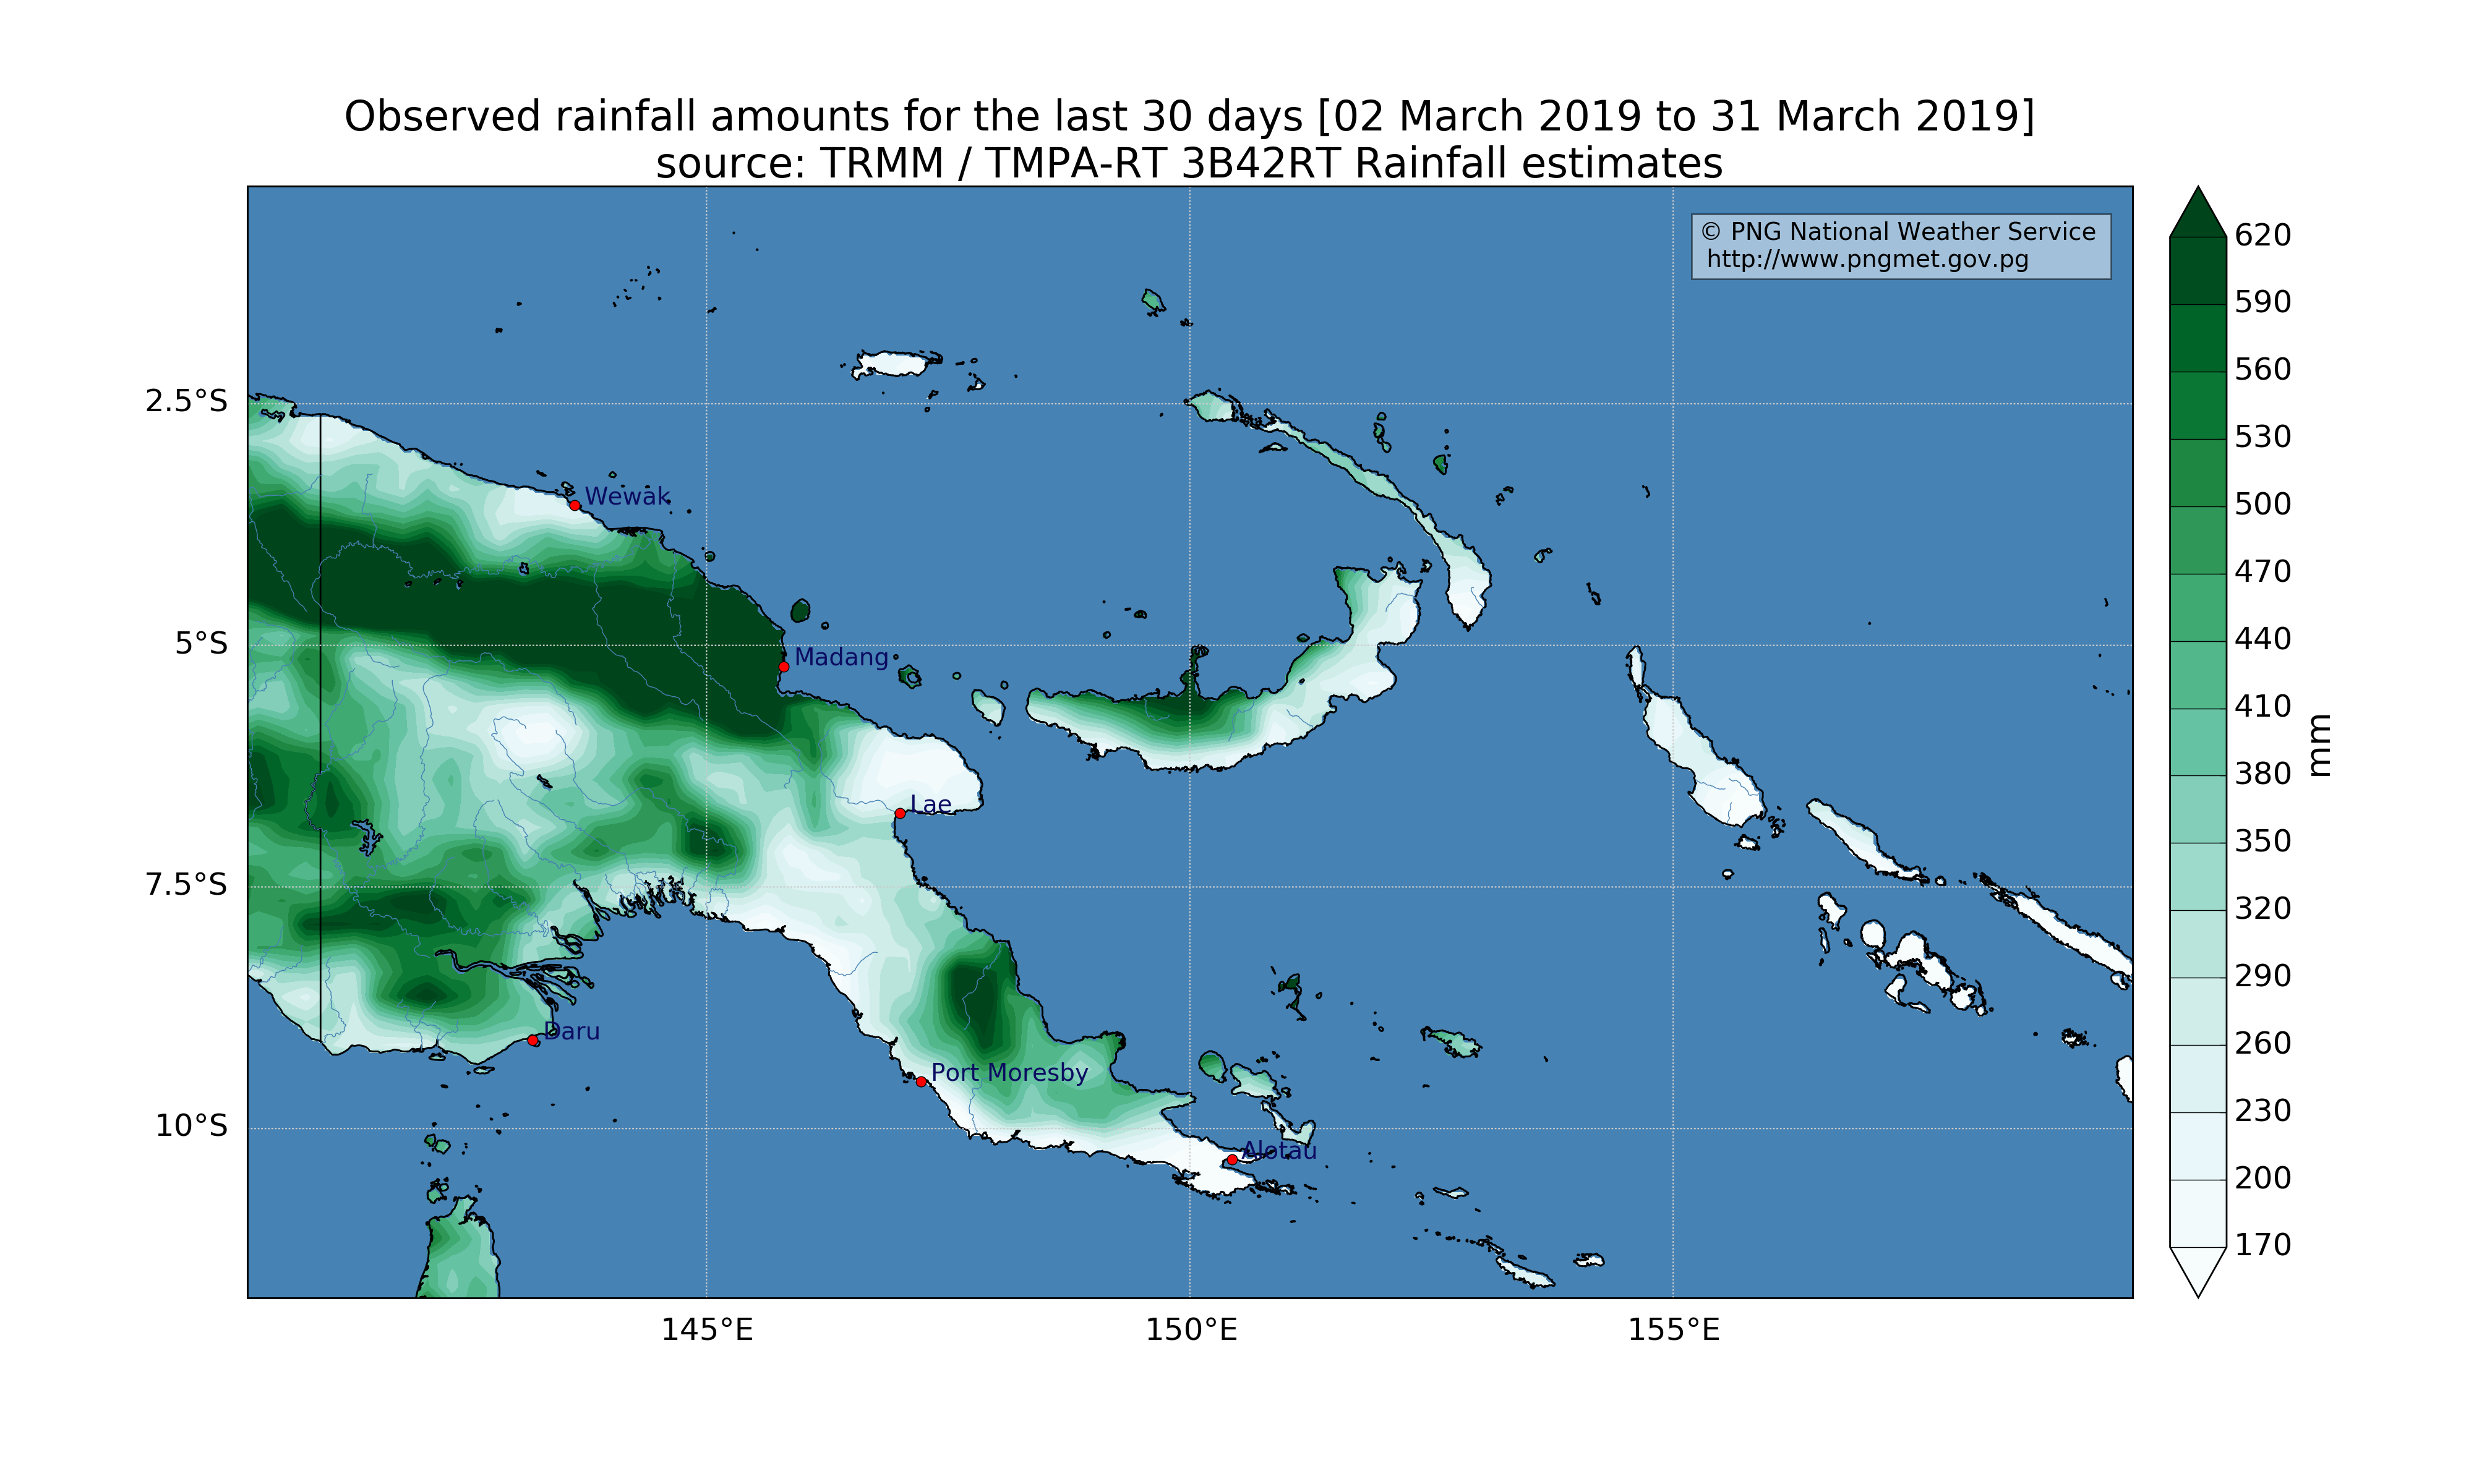 Observed rainfall amounts for the last 30 days [02 March 2019 to 31 March 2019]
source: TRMM / TMPA-RT 3B42RT Rainfall estimates
© PNG National Weather Service
http://www.pngmet.gov.pg
620
590
560
530
500
470
440
410
380
350
320
290
260
230
200
170
mm
2.5°S
5°S
7.5°S
10°S
Wewak
Madang
Lae
Daru
Port Moresby
Alotau
145°E
150°E
155°E